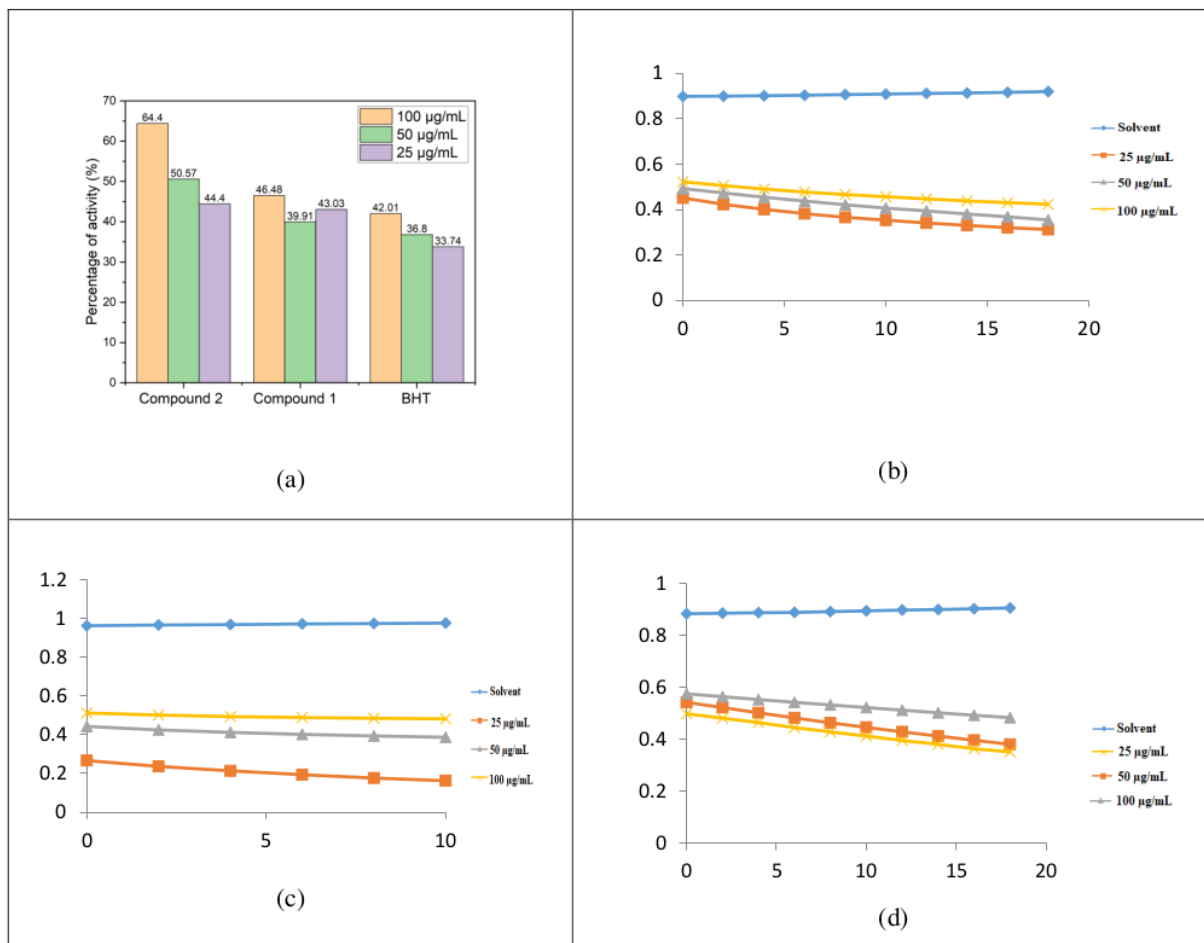 70
60
50
40
30
20
10
0
Percentage of activity (%)
100 µg/mL
50 µg/mL
25 µg/mL
64.4
50.57
44.4
46.48
39.91
43.03
42.01
36.8
33.74
Compound 2 Compound 1 BHT
(a)
1
0.8
0.6
0.4
0.2
0
0 5 10 15 20
Solvent
25 µg/mL
50 µg/mL
100 µg/mL
(b)
1.2
1
0.8
0.6
0.4
0.2
0
0 5 10
Solvent
25 µg/mL
50 µg/mL
100 µg/mL
(c)
1
0.8
0.6
0.4
0.2
0
0 5 10 15 20
Solvent
25 µg/mL
50 µg/mL
100 µg/mL
(d)